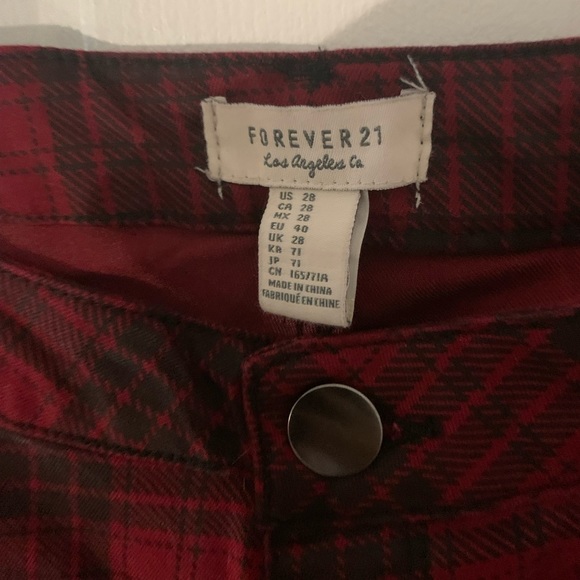 FOREVER 21
Los Angeles Ca
US 28
CA 28
MX 28
EU 40
UK 28
KR 71
JP 71
CN 165/71A
MADE IN CHINA
FABRIQUÉ EN CHINE